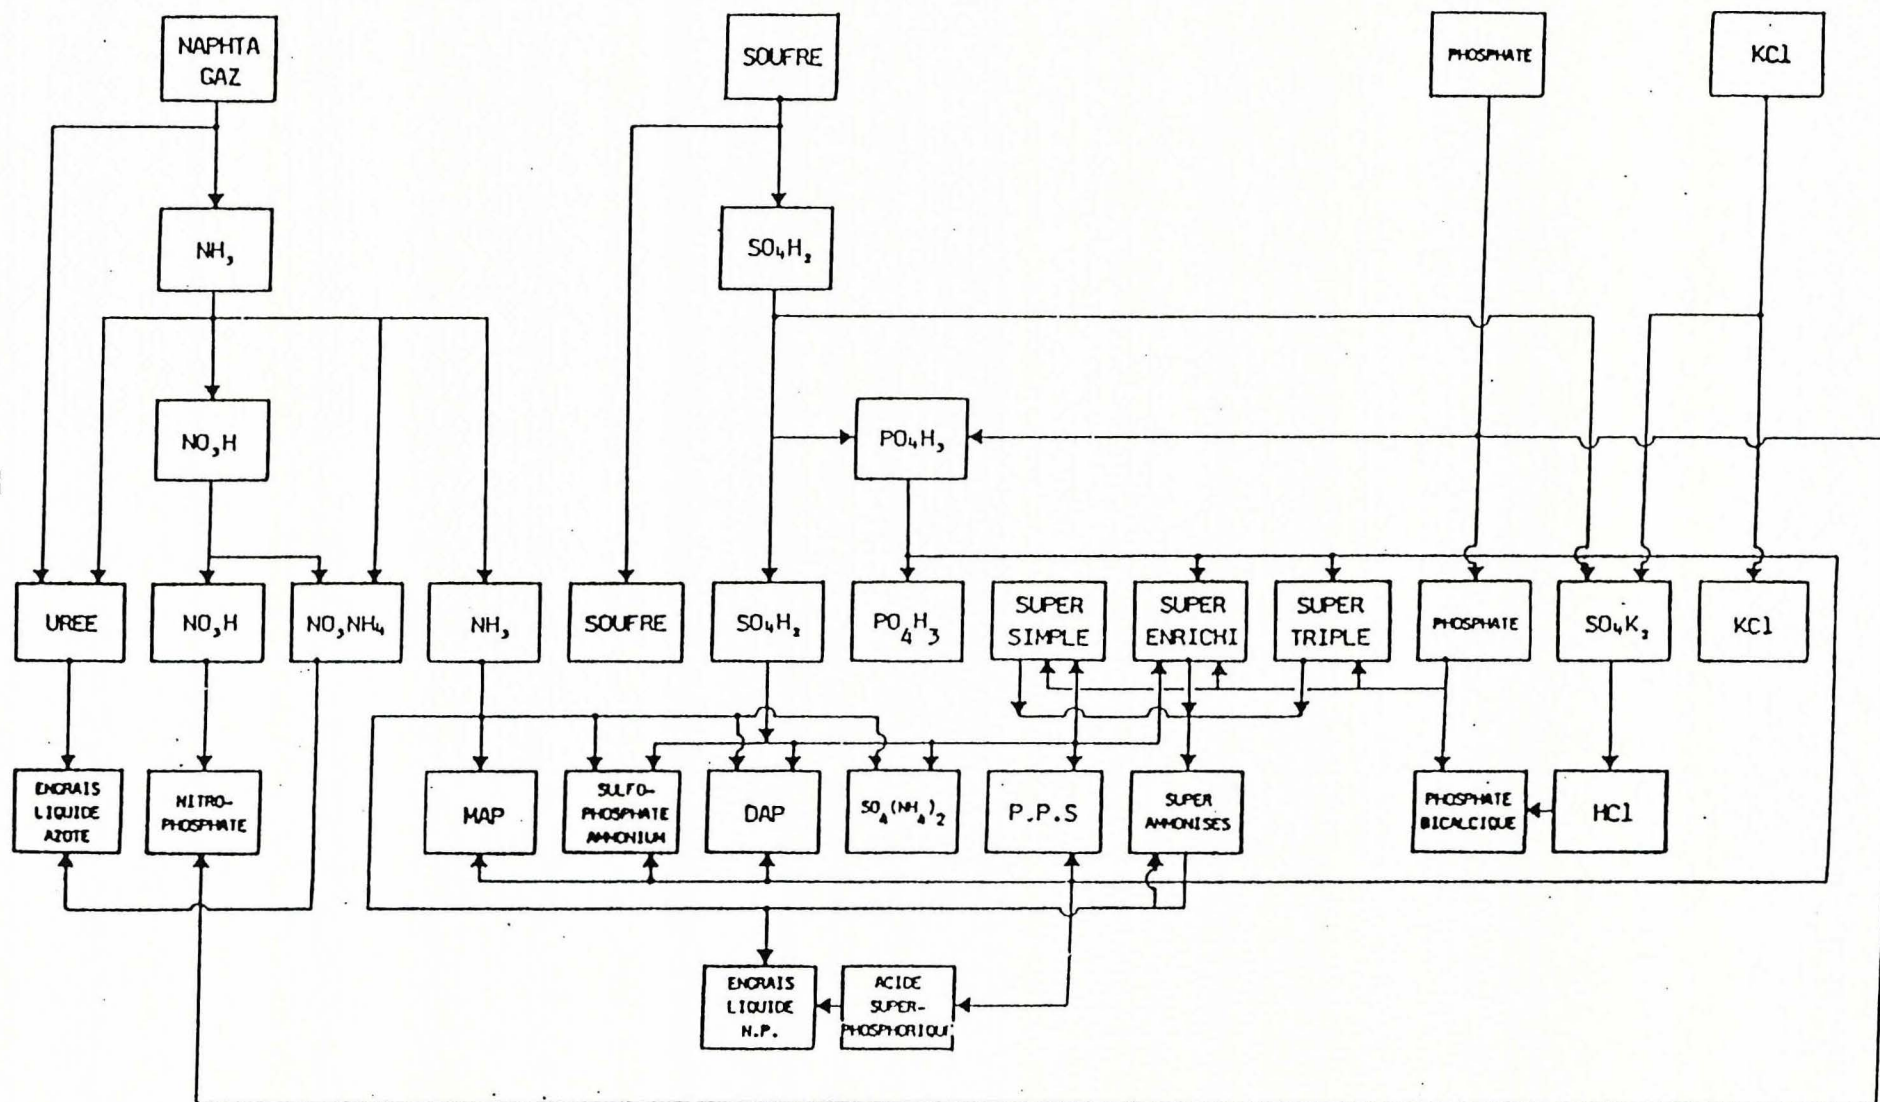 NAPHTA
GAZ
SOUFRE
PHOSPHATE
KCl
NH₃
SO₄H₂
NO₃H
PO₄H₃
UREE
NO₃H
NO₃NH₄
NH₃
SOUFRE
SO₄H₂
PO₄H₃
SUPER
SIMPLE
SUPER
ENRICHI
SUPER
TRIPLE
PHOSPHATE
SO₄K₂
KCl
ENGRAIS
LIQUIDE
AZOTE
NITRO-
PHOSPHATE
MAP
SULFO-
PHOSPHATE
AMMONIUM
DAP
SO₄(NH₄)₂
P.P.S
SUPER
AMMONISES
PHOSPHATE
BICALCIQUE
HCl
ENGRAIS
LIQUIDE
N.P.
ACIDE
SUPER-
PHOSPHORIQUE